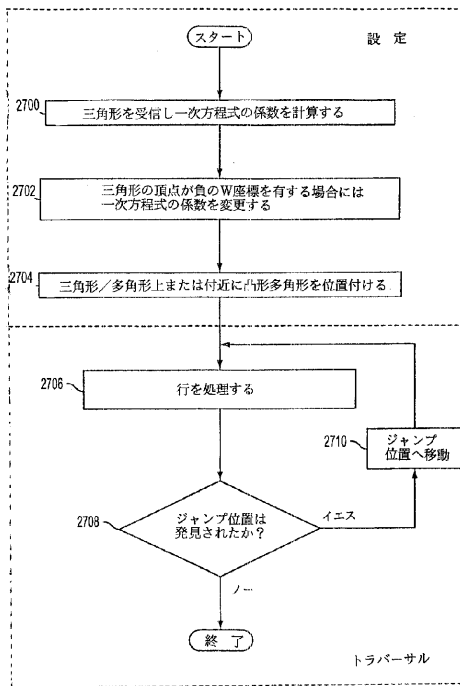 スタート
設 定
2700
三角形を受信し一次方程式の係数を計算する
2702
三角形の頂点が負のW座標を有する場合には
一次方程式の係数を変更する
2704
三角形／多角形上または付近に凸形多角形を位置付ける
2706
行を処理する
2710
ジャンプ
位置へ移動
2708
ジャンプ位置は
発見されたか？
イエス
ノー
終 了
トラバーサル